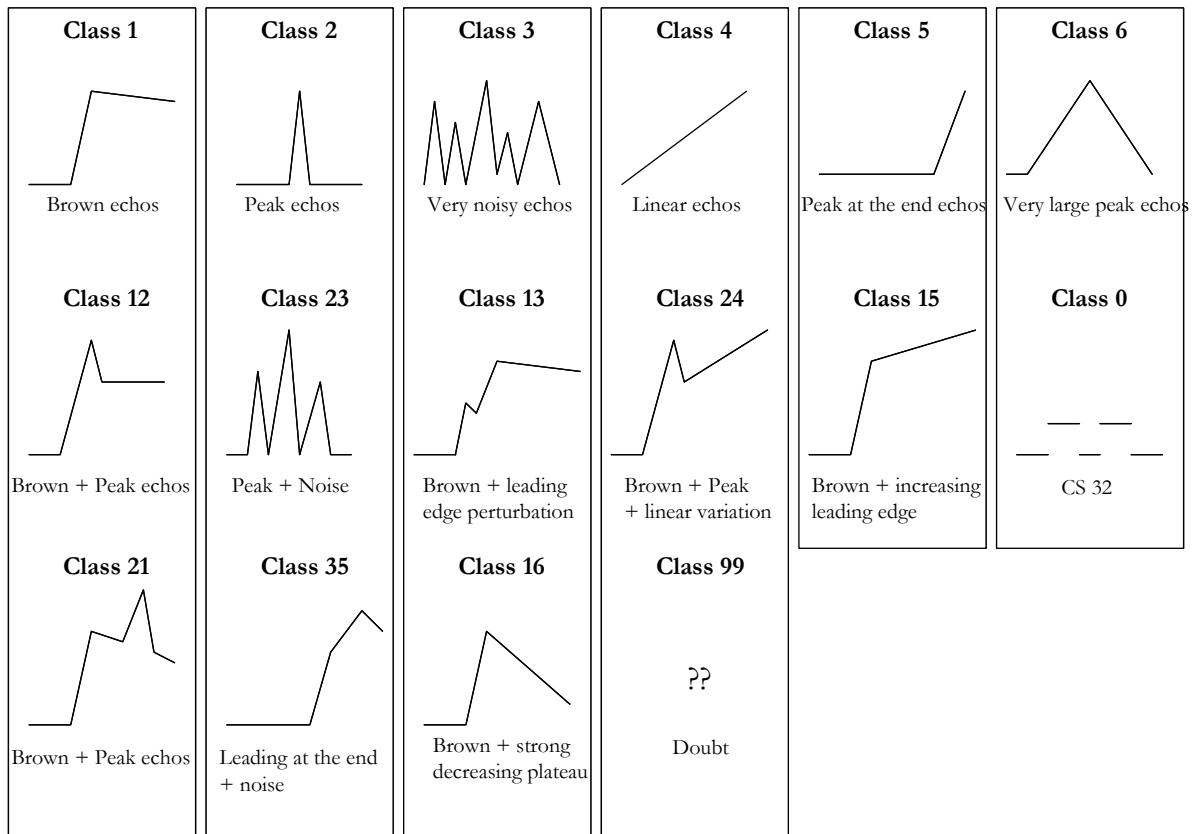 Class 1
Class 2
Class 3
Class 4
Class 5
Class 6
Brown echos
Peak echos
Very noisy echos
Linear echos
Peak at the end echos
Very large peak echos
Class 12
Class 23
Class 13
Class 24
Class 15
Class 0
Brown + Peak echos
Peak + Noise
Brown + leading
edge perturbation
Brown + Peak
+ linear variation
Brown + increasing
leading edge
CS 32
Class 21
Class 35
Class 16
Class 99
??
Brown + Peak echos
Leading at the end
+ noise
Brown + strong
decreasing plateau
Doubt